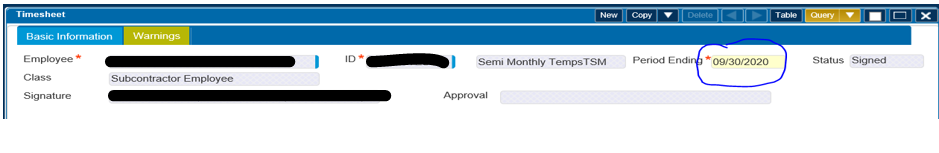 Timesheet New Copy Delete Table Query
Basic Information Warnings
Employee * ID * Semi Monthly TempsTSM Period Ending * 09/30/2020 Status Signed
Class Subcontractor Employee
Signature Approval